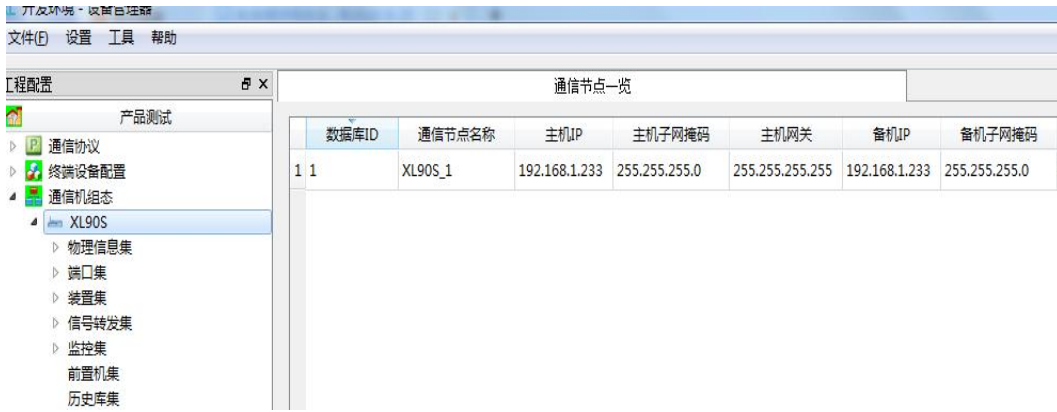 开发环境 - 设备管理器
文件(F) 设置 工具 帮助
工程配置
通信节点一览
产品测试
通信协议
终端设备配置
通信机组态
XL90S
物理信息集
端口集
装置集
信号转发集
监控集
前置机集
历史库集
数据库ID 通信节点名称 主机IP 主机子网掩码 主机网关 备机IP 备机子网掩码
1 1 XL90S_1 192.168.1.233 255.255.255.0 255.255.255.255 192.168.1.233 255.255.255.0